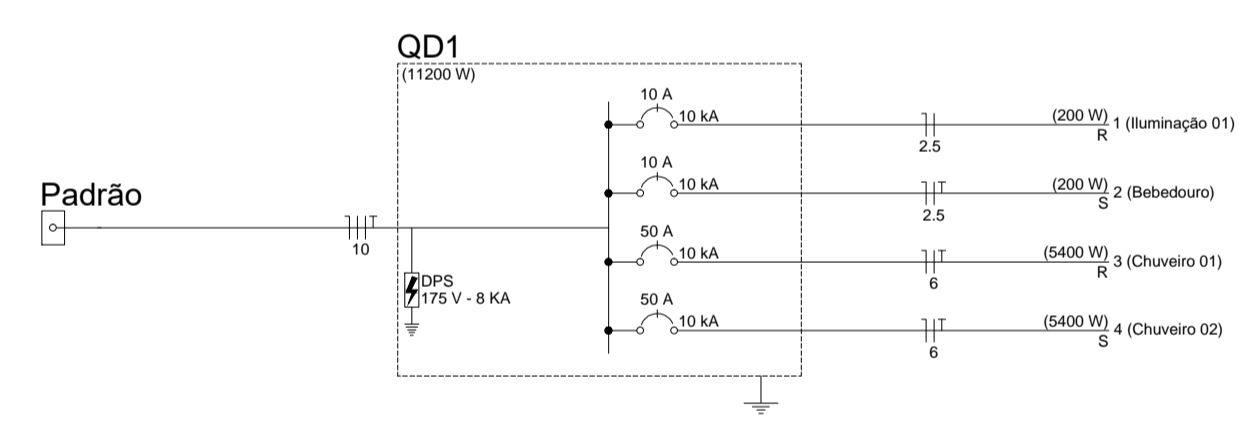 QD1
(11200 W)
10 A
10 kA
(200 W)
1 (Iluminação 01)
R
2.5
10 A
10 kA
(200 W)
2 (Bebedouro)
S
T
2.5
Padrão
T
10
50 A
10 kA
(5400 W)
3 (Chuveiro 01)
R
T
6
DPS
175 V - 8 KA
50 A
10 kA
(5400 W)
4 (Chuveiro 02)
S
T
6